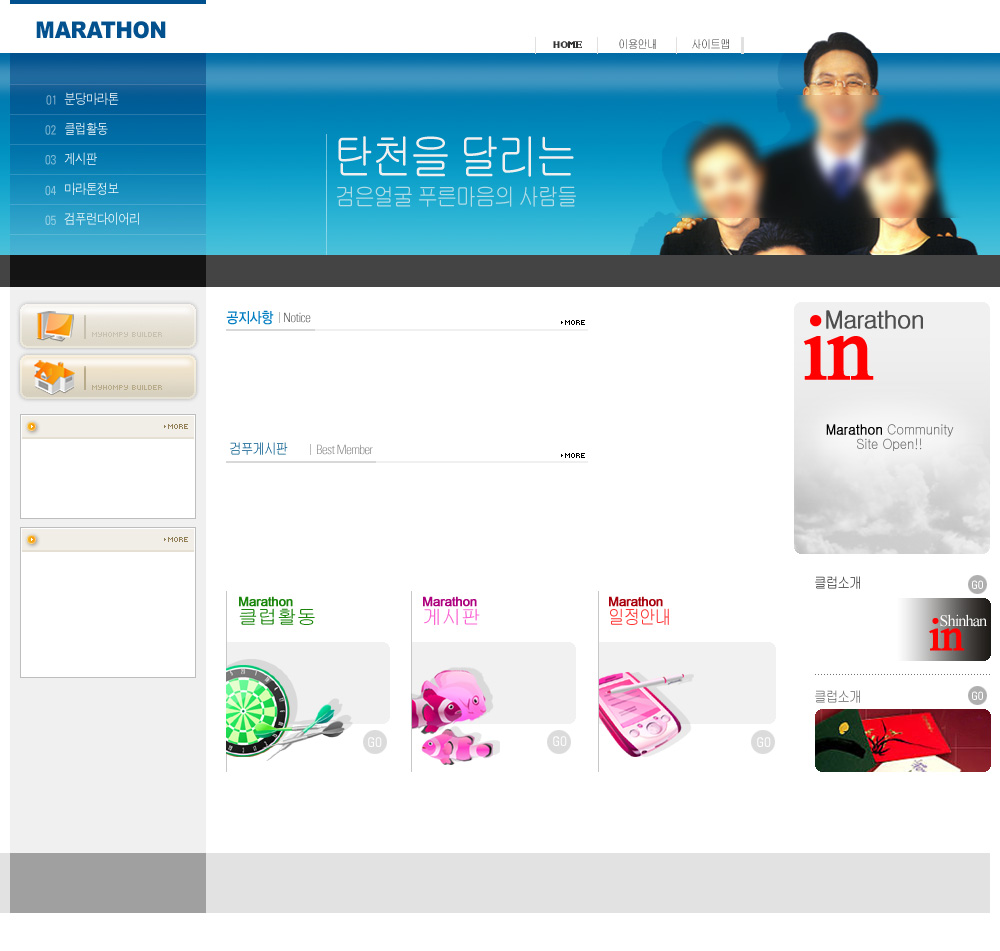 MARATHON
HOME
이용안내
사이트맵
01 분당마라톤
02 클럽활동
03 게시판
04 마라톤정보
05 검푸런다이어리
탄천을 달리는
검은얼굴 푸른마음의 사람들
MYHOMPY BUILDER
MYHOMPY BUILDER
MORE
MORE
공지사항 | Notice
MORE
검푸게시판 | Best Member
MORE
Marathon
in
Marathon Community
Site Open!!
Marathon
클럽활동
GO
Marathon
게시판
GO
Marathon
일정안내
GO
클럽소개
GO
Shinhan
in
클럽소개
GO